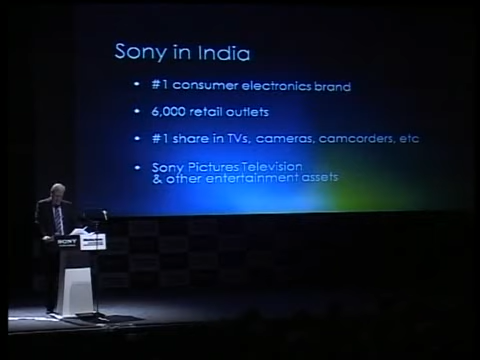 Sony in India
• #1 consumer electronics brand
• 6,000 retail outlets
• #1 share in TVs, cameras, camcorders, etc
• Sony Pictures Television
& other entertainment assets
SONY